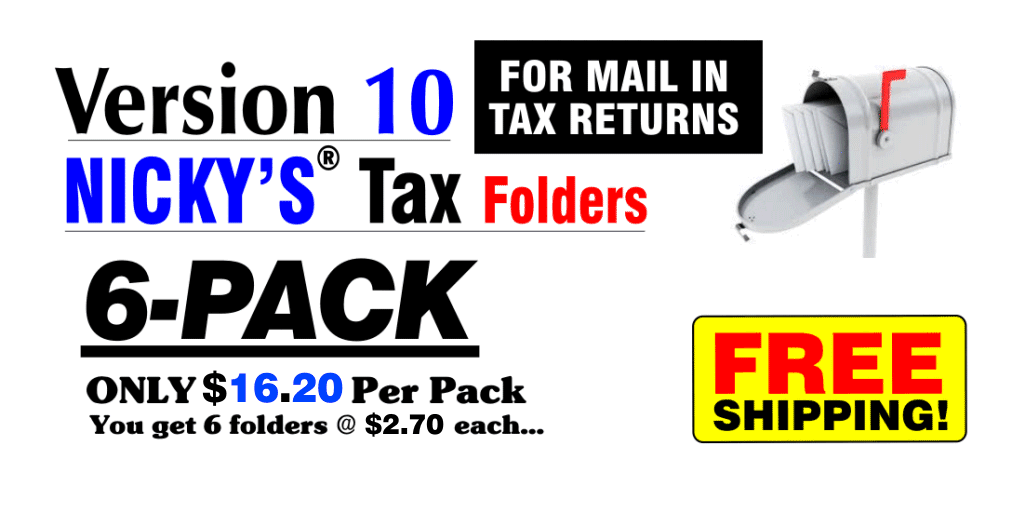 Version 10
FOR MAIL IN
TAX RETURNS
NICKY'S® Tax Folders
6-PACK
ONLY $16.20 Per Pack
You get 6 folders @ $2.70 each...
FREE
SHIPPING!